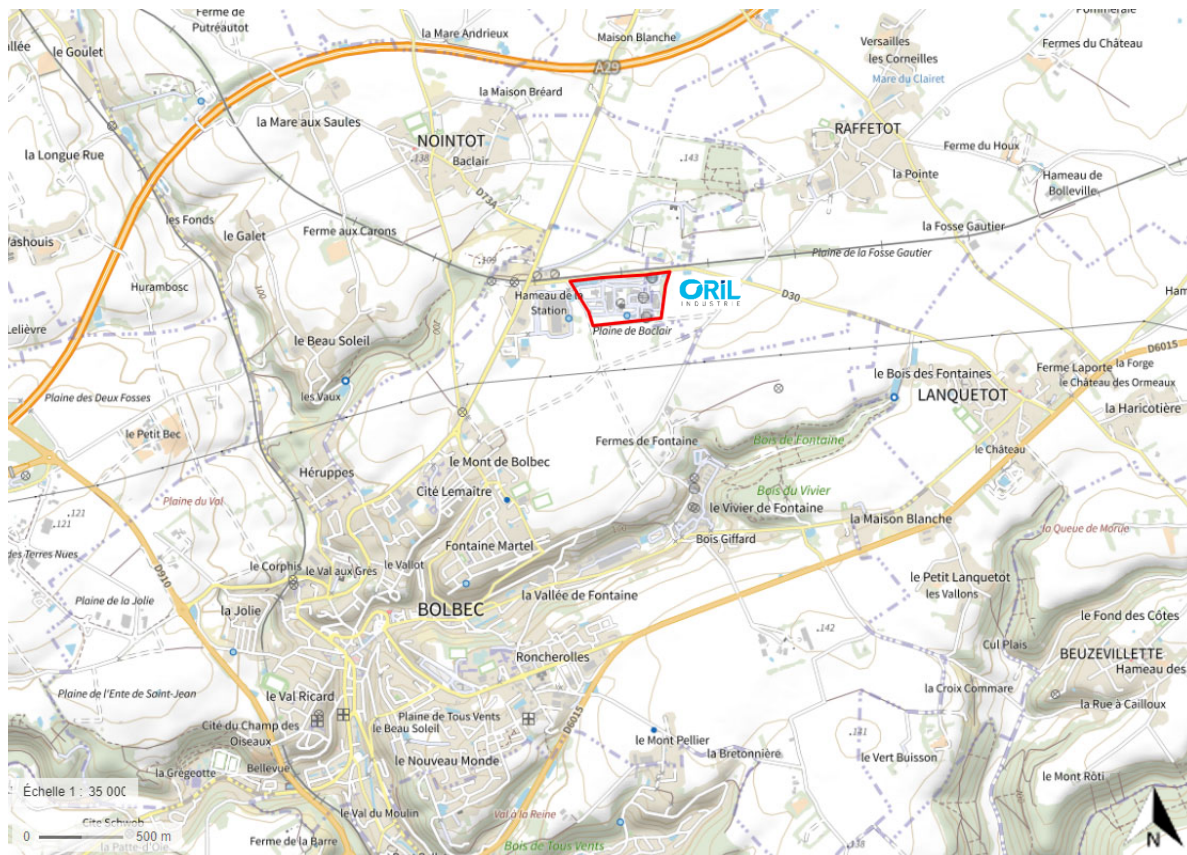 Ferme de
Putréautot
la Mare Andrieux
Maison Blanche
Versailles
les Corneilles
Fermes du Château
le Goulet
A29
Mare du Clairet
la Maison Bréard
la Mare aux Saules
NOINTOT
.138
Baclair
RAFFETOT
.143
Ferme du Houx
la Longue Rue
la Pointe
Hameau de
Bolleville
D73A
les Fonds
le Galet
Ferme aux Carons
la Fosse Gautier
Plaine de la Fosse Gautier
Hurambosc
100
ORIL
INDUSTRIE
Hameau de la
Station
D30
Plaine de Baclair
Lelièvre
le Beau Soleil
D6015
les Vaux
Ferme Laporte
la Forge
le Château des Ormeaux
le Bois des Fontaines
LANQUETOT
la Haricotière
Plaine des Deux Fosses
le Petit Bec
Fermes de Fontaine
Bois de Fontaine
le Château
Héruppes
le Mont de Bolbec
Cité Lemaître
Bois du Vivier
le Vivier de Fontaine
Plaine du Val
.121
.121
la Maison Blanche
la Queue de Morue
des Terres Nues
Fontaine Martel
Bois Giffard
D910
le Corphis
le Val aux Grès
le Vallot
le Petit Lanquetot
les Vallons
Plaine de la Jolie
la Jolie
BOLBEC
la Vallée de Fontaine
le Fond des Côtes
.142
Cul Plais
BEUZEVILLETTE
Hameau des
Roncherolles
Plaine de l'Ente de Saint-Jean
le Val Ricard
la Croix Commare
la Rue à Cailloux
Cité du Champ des
Oiseaux
Plaine de Tous Vents
le Beau Soleil
D6015
le Mont Pellier
la Bretonnière
.141
le Vert Buisson
la Grégeotte
Bellevue
le Nouveau Monde
le Mont Rôti
Échelle 1 : 35 000
le Val du Moulin
Val à la Reine
Cité Schwob
0
500 m
la Patte-d'Oie
Ferme de la Barre
Bois de Tous Vents
N